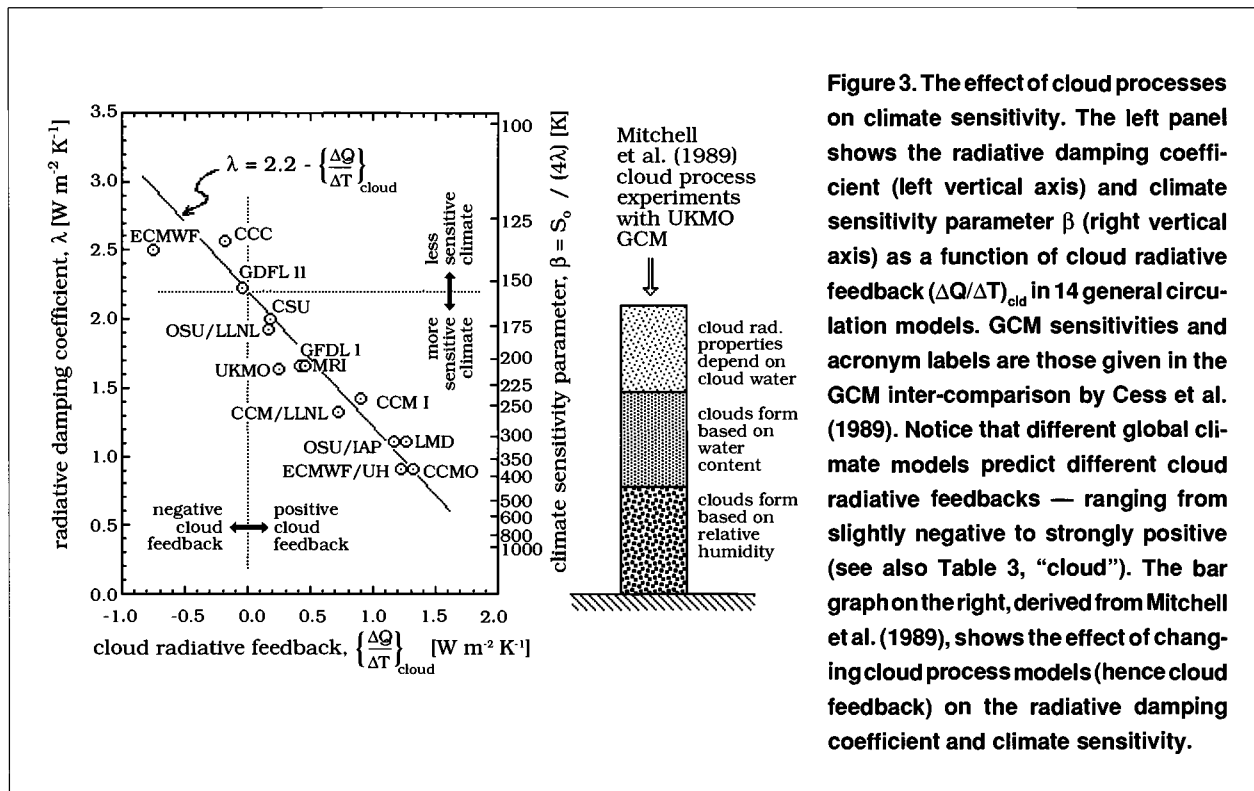 3.5
3.0
2.5
2.0
1.5
1.0
0.5
0.0
radiative damping coefficient, λ [W m⁻² K⁻¹]
-1.0 -0.5 0.0 0.5 1.0 1.5 2.0
cloud radiative feedback, {ΔQ/ΔT}cloud [W m⁻² K⁻¹]
λ = 2.2 - {ΔQ/ΔT}cloud
ECMWF
CCC
GDFL II
CSU
OSU/LLNL
GFDL I
UKMO
MRI
CCM I
CCM/LLNL
OSU/IAP
LMD
ECMWF/UH
CCMO
less
sensitive
climate
more
sensitive
climate
negative
cloud
feedback
positive
cloud
feedback
100
125
150
175
200
225
250
300
350
400
500
600
800
1000
climate sensitivity parameter, β = Sₒ / (4λ) [K]
Mitchell
et al. (1989)
cloud process
experiments
with UKMO
GCM
cloud rad.
properties
depend on
cloud water
clouds form
based on
water
content
clouds form
based on
relative
humidity
Figure 3. The effect of cloud processes
on climate sensitivity. The left panel
shows the radiative damping coeffi-
cient (left vertical axis) and climate
sensitivity parameter β (right vertical
axis) as a function of cloud radiative
feedback (ΔQ/ΔT)cld in 14 general circu-
lation models. GCM sensitivities and
acronym labels are those given in the
GCM inter-comparison by Cess et al.
(1989). Notice that different global cli-
mate models predict different cloud
radiative feedbacks — ranging from
slightly negative to strongly positive
(see also Table 3, “cloud”). The bar
graph on the right, derived from Mitchell
et al. (1989), shows the effect of chang-
ing cloud process models (hence cloud
feedback) on the radiative damping
coefficient and climate sensitivity.